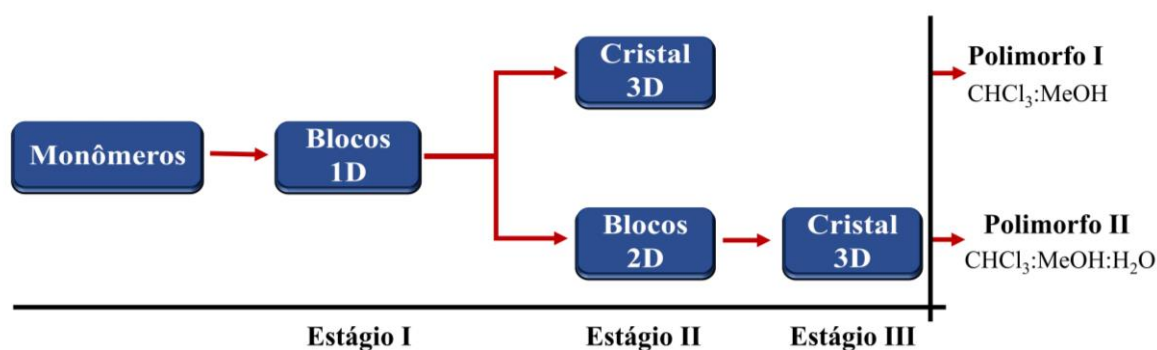 Cristal
3D
Polimorfo I
CHCl₃:MeOH
Monômeros
Blocos
1D
Blocos
2D
Cristal
3D
Polimorfo II
CHCl₃:MeOH:H₂O
Estágio I
Estágio II
Estágio III